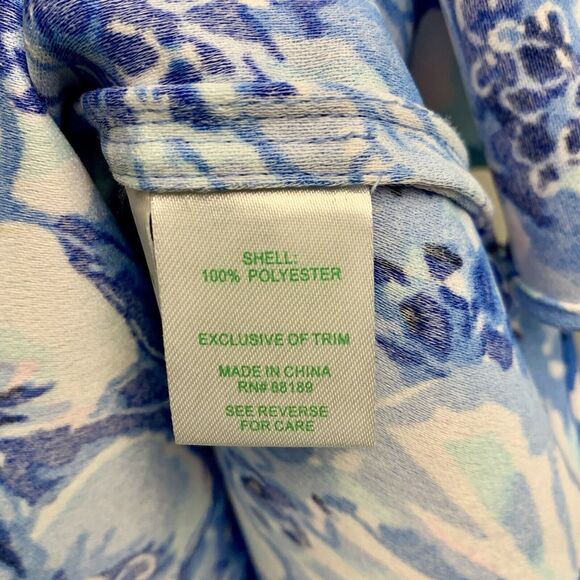 SHELL:
100% POLYESTER
EXCLUSIVE OF TRIM
MADE IN CHINA
RN# 88189
SEE REVERSE
FOR CARE